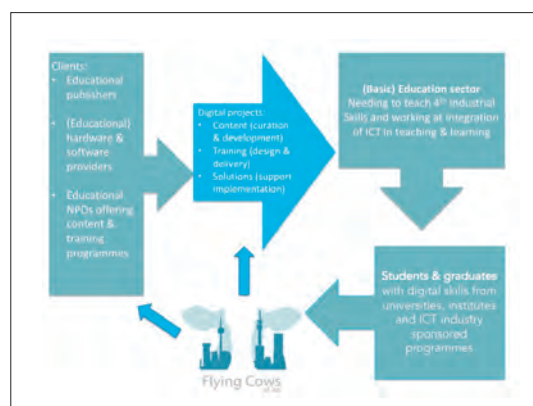 Clients:
• Educational
publishers
• (Educational)
hardware &
software
providers
• Educational
NPOs offering
content &
training
programmes
Digital projects:
• Content (curation
& development)
• Training (design &
delivery)
• Solutions (support
implementation)
(Basic) Education sector
Needing to teach 4th Industrial
Skills and working at integration
of ICT in teaching & learning
Students & graduates
with digital skills from
universities, institutes
and ICT industry
sponsored
programmes
Flying Cows